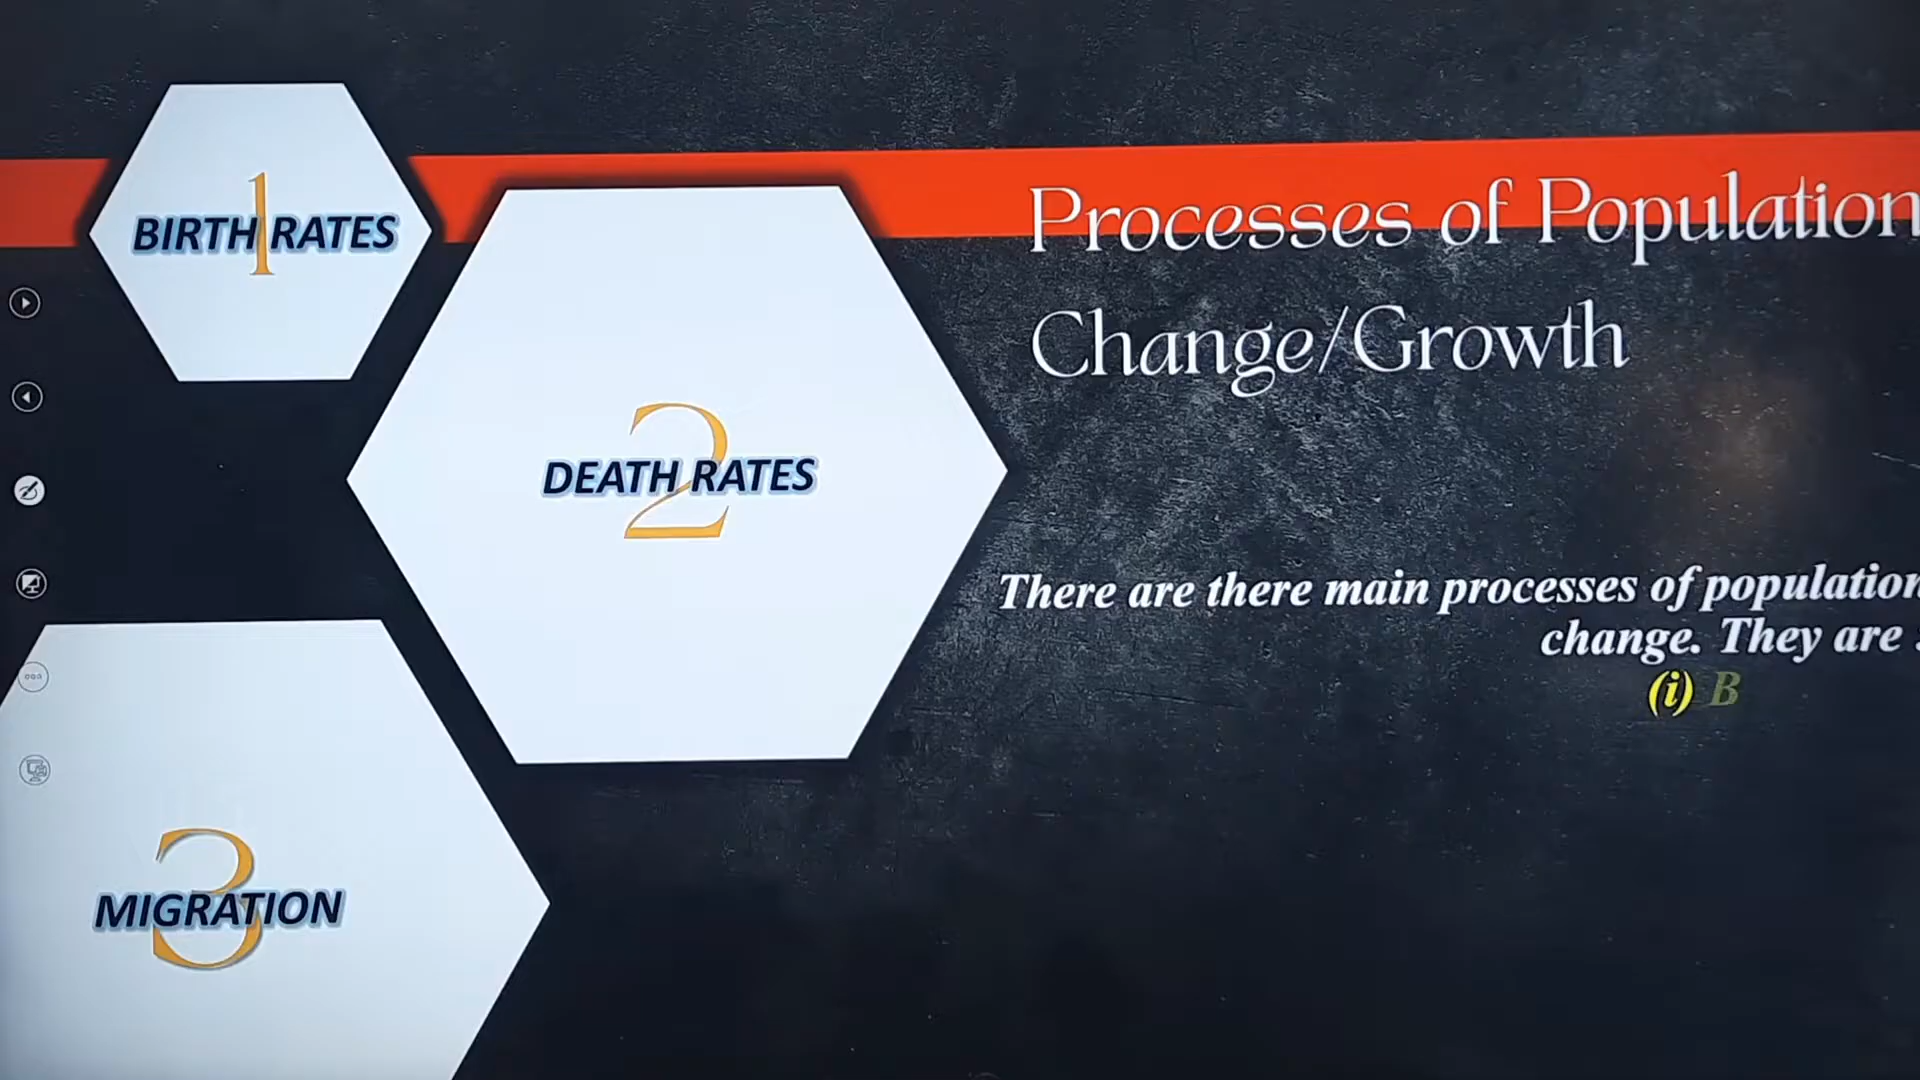 1
BIRTH RATES
2
DEATH RATES
3
MIGRATION
Processes of Population
Change/Growth
There are there main processes of population
change. They are :
(i) B